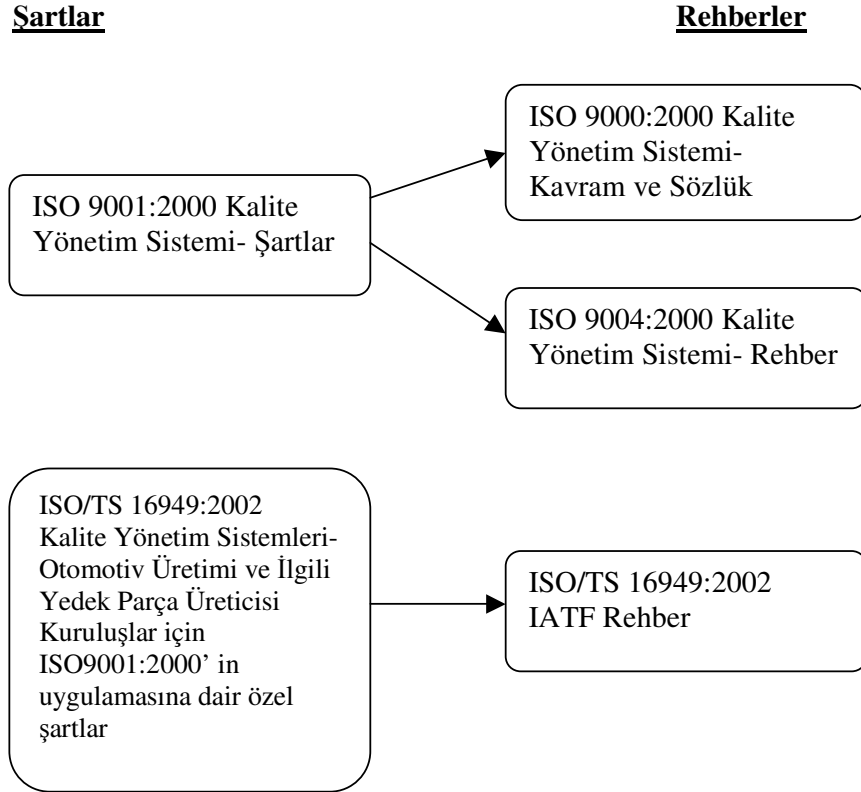 Şartlar
Rehberler
ISO 9001:2000 Kalite
Yönetim Sistemi- Şartlar
ISO 9000:2000 Kalite
Yönetim Sistemi-
Kavram ve Sözlük
ISO 9004:2000 Kalite
Yönetim Sistemi- Rehber
ISO/TS 16949:2002
Kalite Yönetim Sistemleri-
Otomotiv Üretimi ve İlgili
Yedek Parça Üreticisi
Kuruluşlar için
ISO9001:2000’ in
uygulamasına dair özel
şartlar
ISO/TS 16949:2002
IATF Rehber